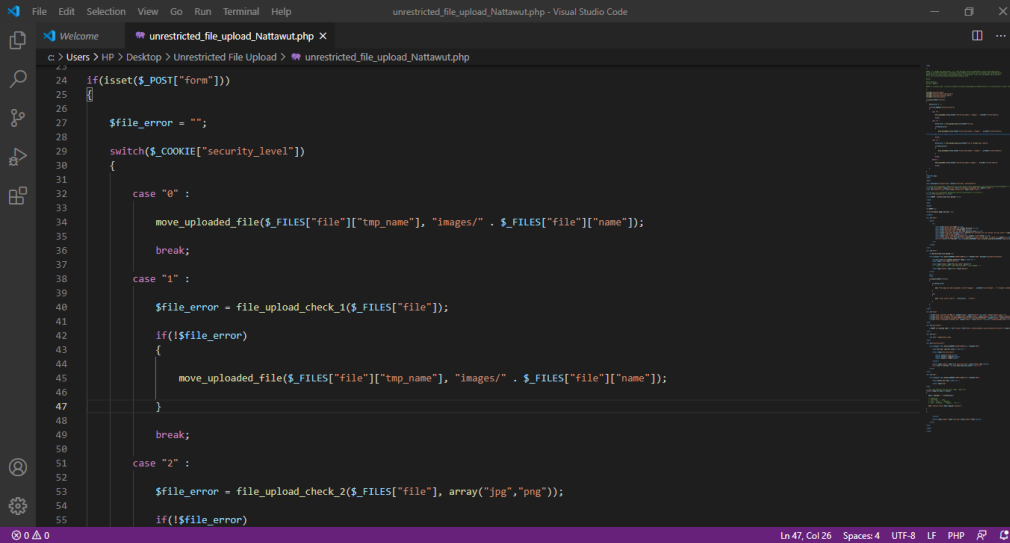 File Edit Selection View Go Run Terminal Help unrestricted_file_upload_Nattawut.php - Visual Studio Code
Welcome unrestricted_file_upload_Nattawut.php ×
C: > Users > HP > Desktop > Unrestricted File Upload > unrestricted_file_upload_Nattawut.php
23
24 if(isset($_POST["form"]))
25 {
26
27 $file_error = "";
28
29 switch($_COOKIE["security_level"])
30 {
31
32 case "0" :
33
34 move_uploaded_file($_FILES["file"]["tmp_name"], "images/" . $_FILES["file"]["name"]);
35
36 break;
37
38 case "1" :
39
40 $file_error = file_upload_check_1($_FILES["file"]);
41
42 if(!$file_error)
43 {
44
45 move_uploaded_file($_FILES["file"]["tmp_name"], "images/" . $_FILES["file"]["name"]);
46
47 }
48
49 break;
50
51 case "2" :
52
53 $file_error = file_upload_check_2($_FILES["file"], array("jpg","png"));
54
55 if(!$file_error)
0 0 Ln 47, Col 26 Spaces: 4 UTF-8 LF PHP